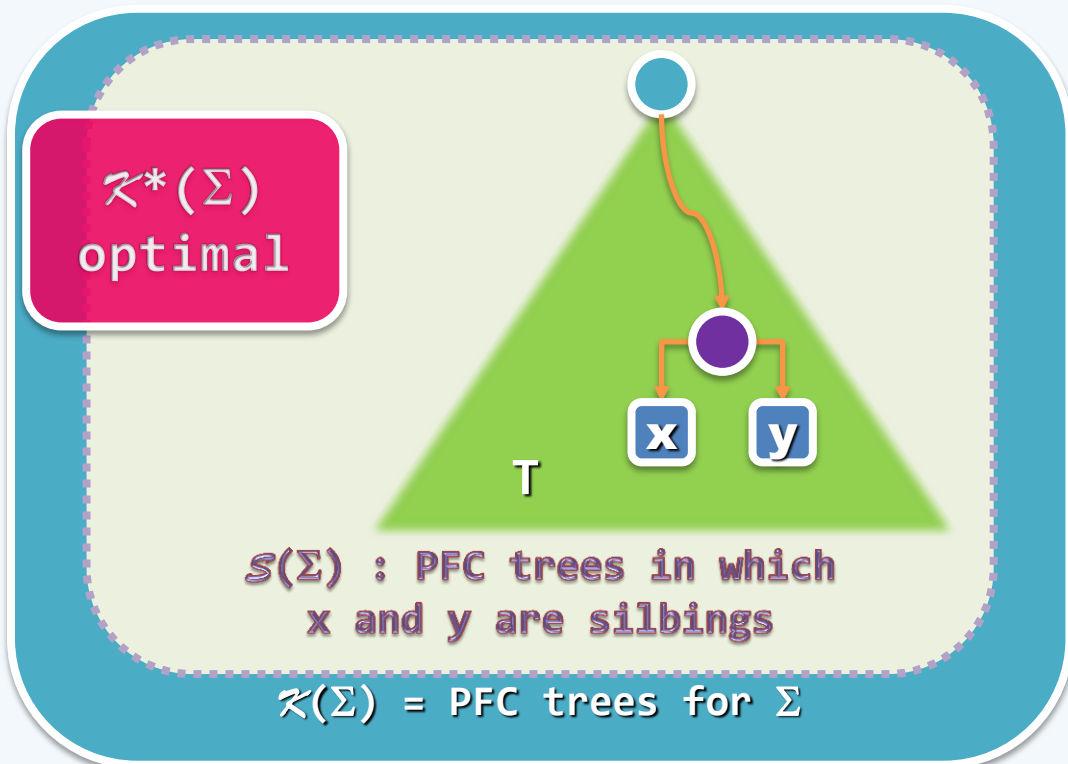 𝒦*(Σ)
optimal
x y
T
𝒮(Σ) : PFC trees in which
x and y are silbings
𝒦(Σ) = PFC trees for Σ